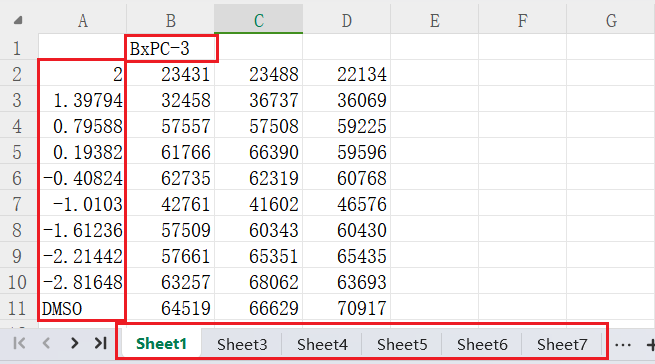 A B C D E F G
1 BxPC-3
2 2 23431 23488 22134
3 1.39794 32458 36737 36069
4 0.79588 57557 57508 59225
5 0.19382 61766 66390 59596
6 -0.40824 62735 62319 60768
7 -1.0103 42761 41602 46576
8 -1.61236 57509 60343 60430
9 -2.21442 57661 65351 65435
10 -2.81648 63257 68062 63693
11 DMSO 64519 66629 70917
Sheet1 Sheet3 Sheet4 Sheet5 Sheet6 Sheet7 ··· +